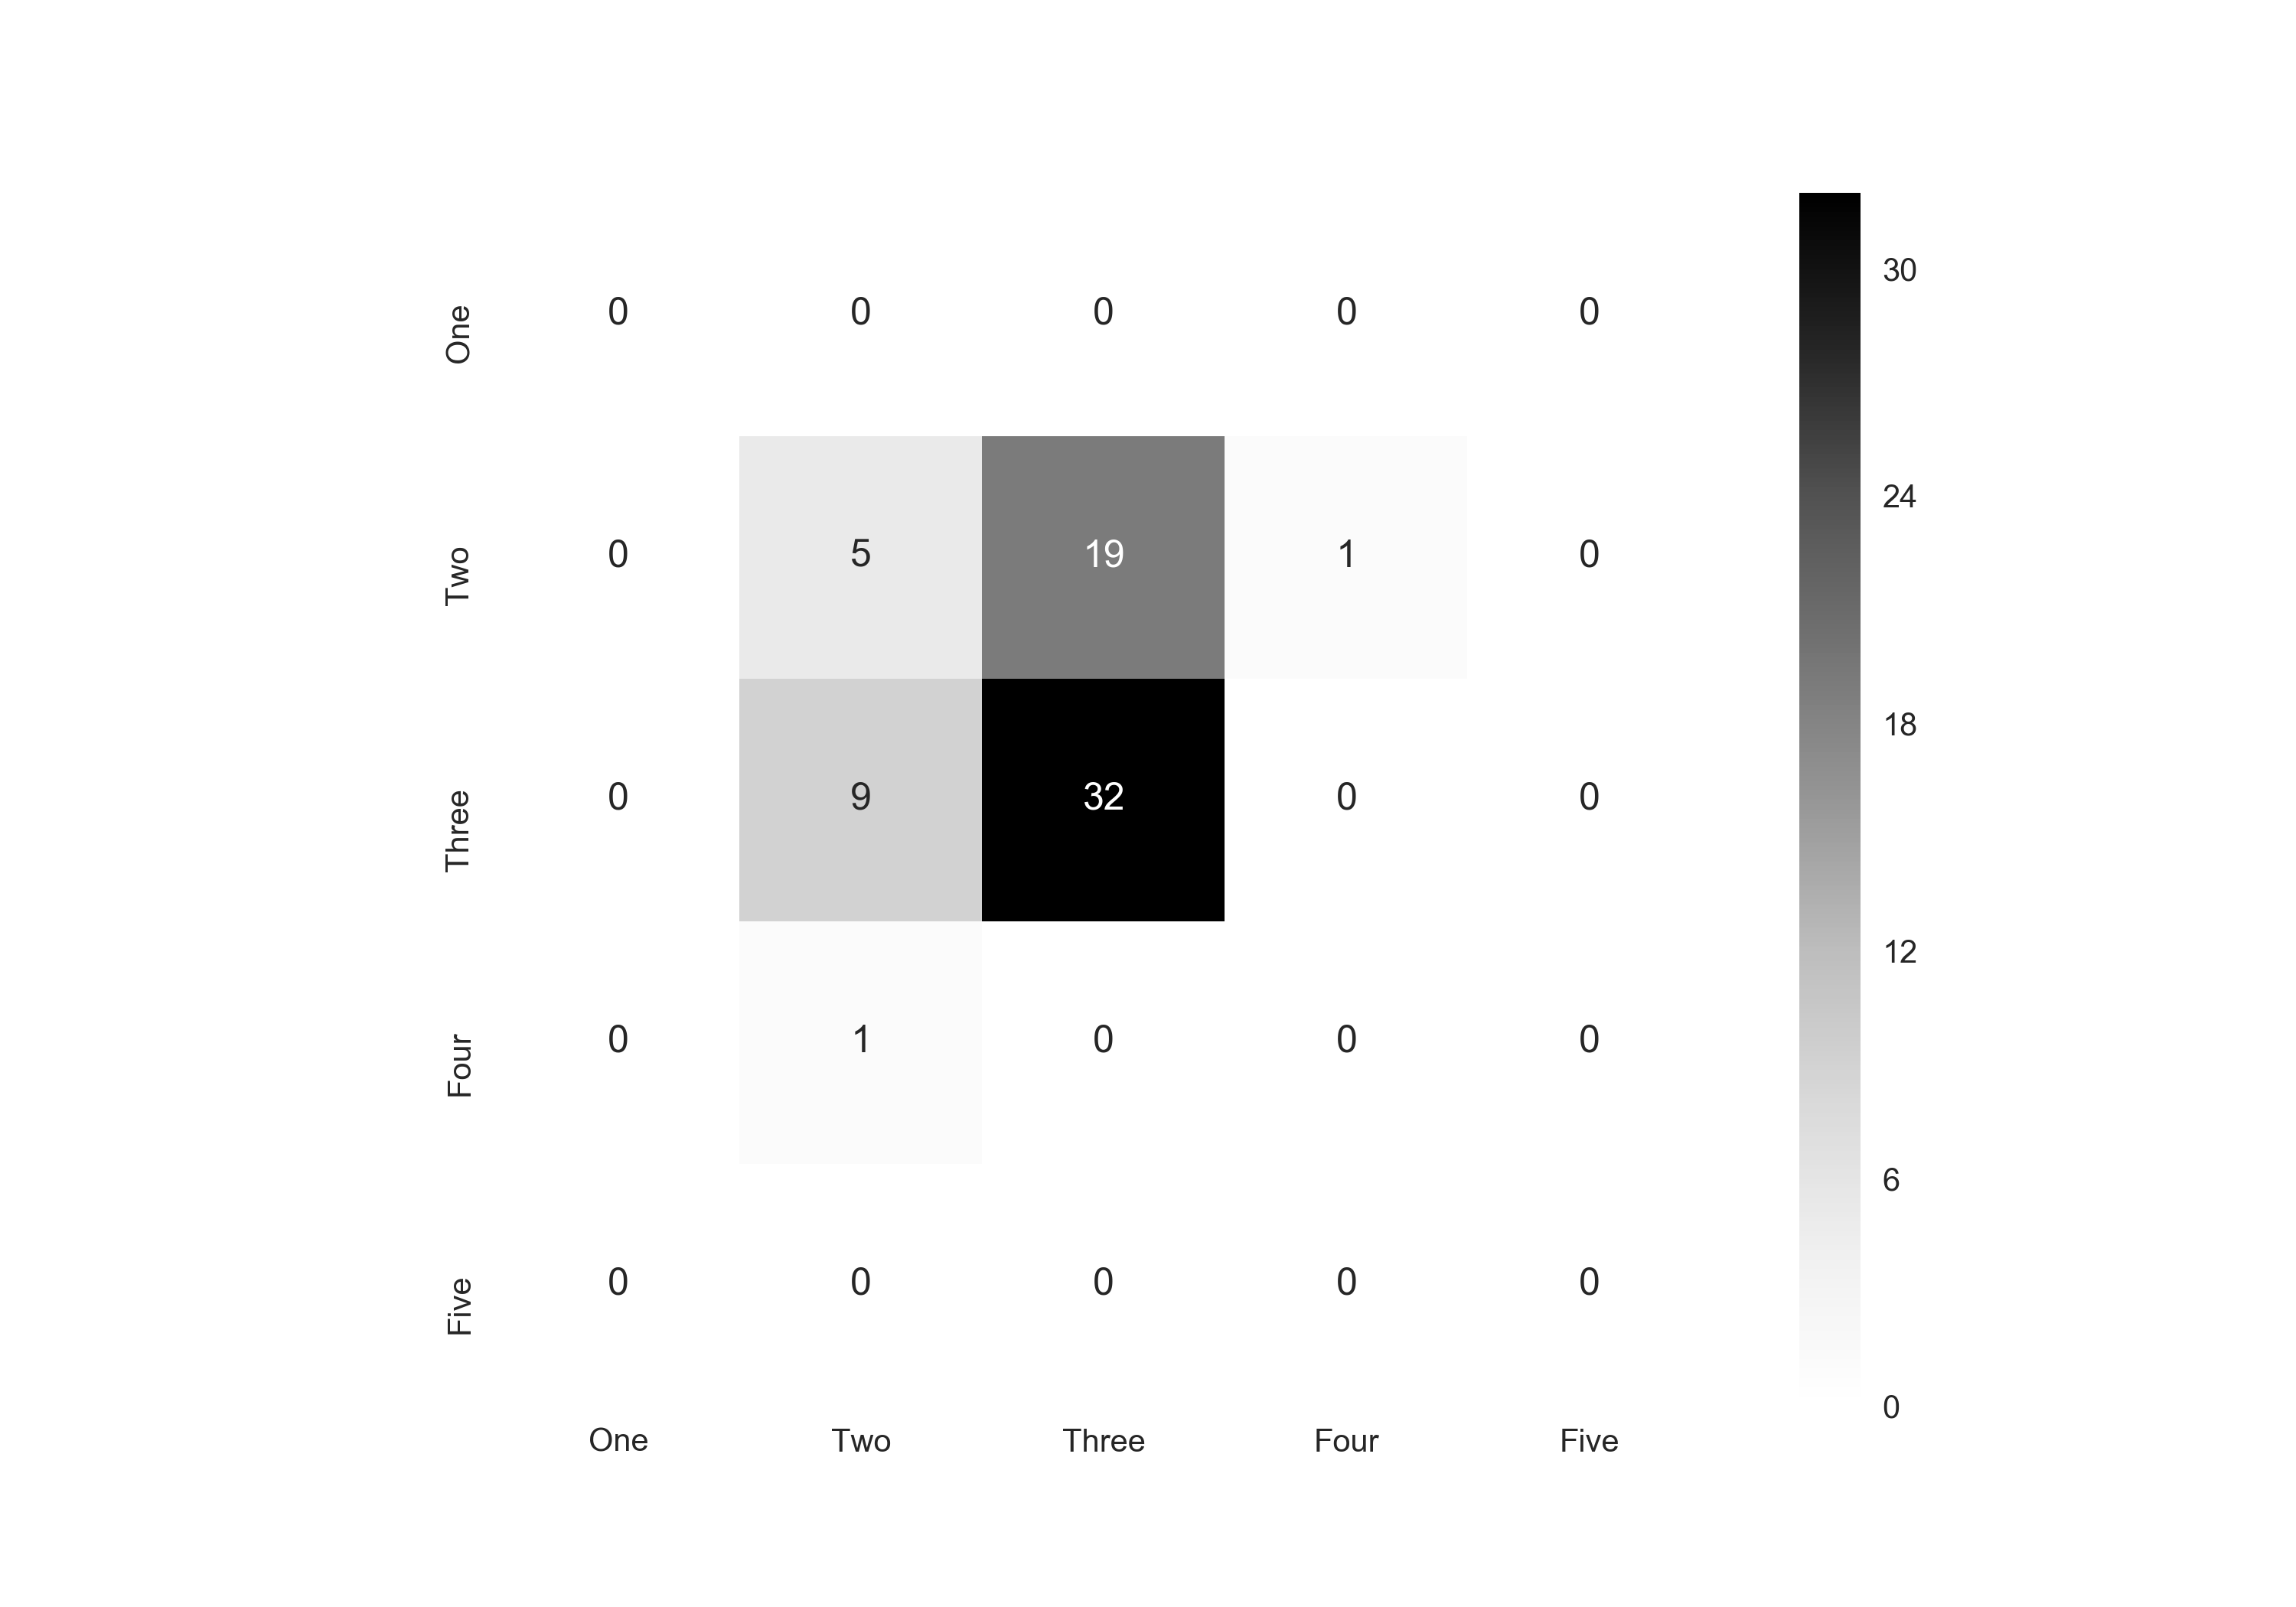 30
One 0 0 0 0 0
24
Two 0 5 19 1 0
18
Three 0 9 32 0 0
12
Four 0 1 0 0 0
6
Five 0 0 0 0 0
0
One Two Three Four Five